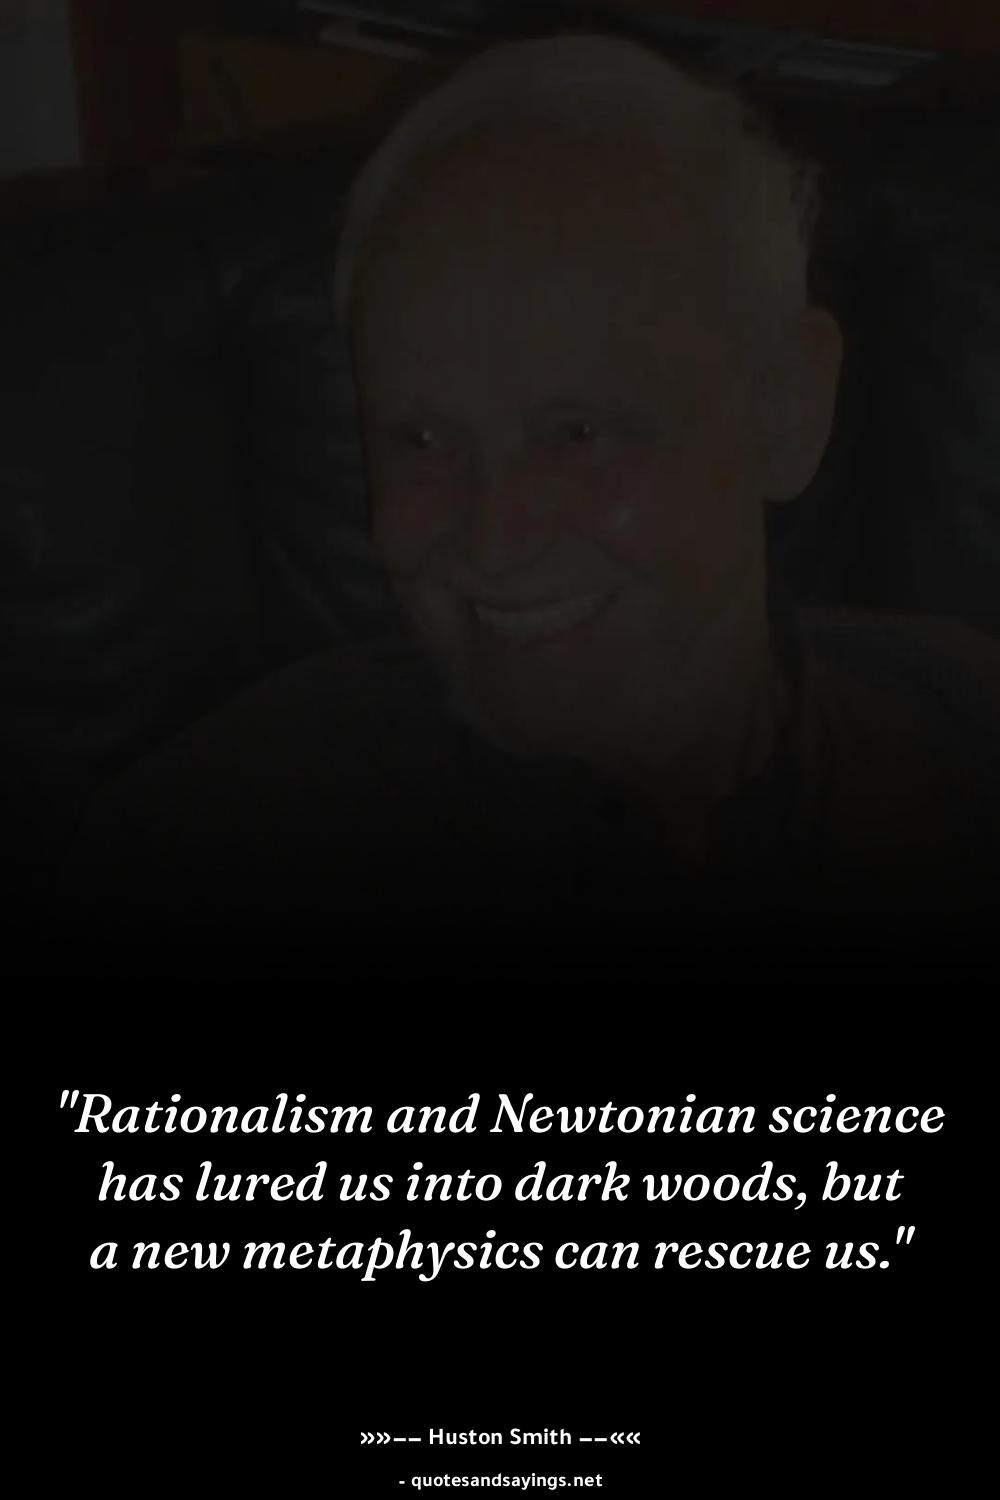 "Rationalism and Newtonian science
has lured us into dark woods, but
a new metaphysics can rescue us."
»»−− Huston Smith −−««
- quotesandsayings.net